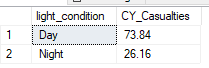 light_condition CY_Casualties
1 Day 73.84
2 Night 26.16